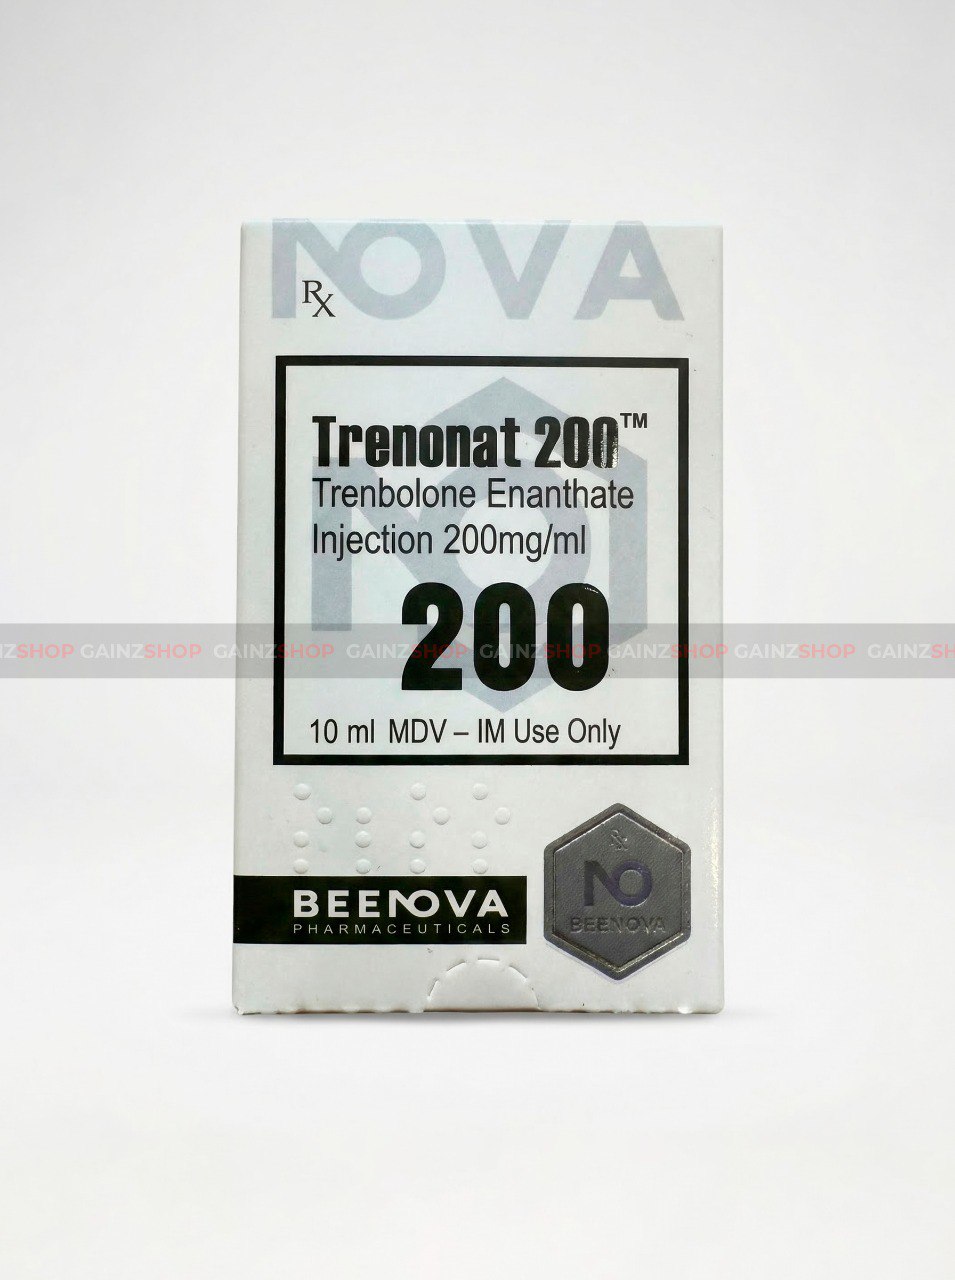 NOVA
Rx
Trenonat 200™
Trenbolone Enanthate
Injection 200mg/ml
200
GAINZSHOP GAINZSHOP GAINZSHOP GAINZSHOP GAINZSHOP
10 ml MDV – IM Use Only
Rx
NO
BEENOVA
BEENOVA
PHARMACEUTICALS